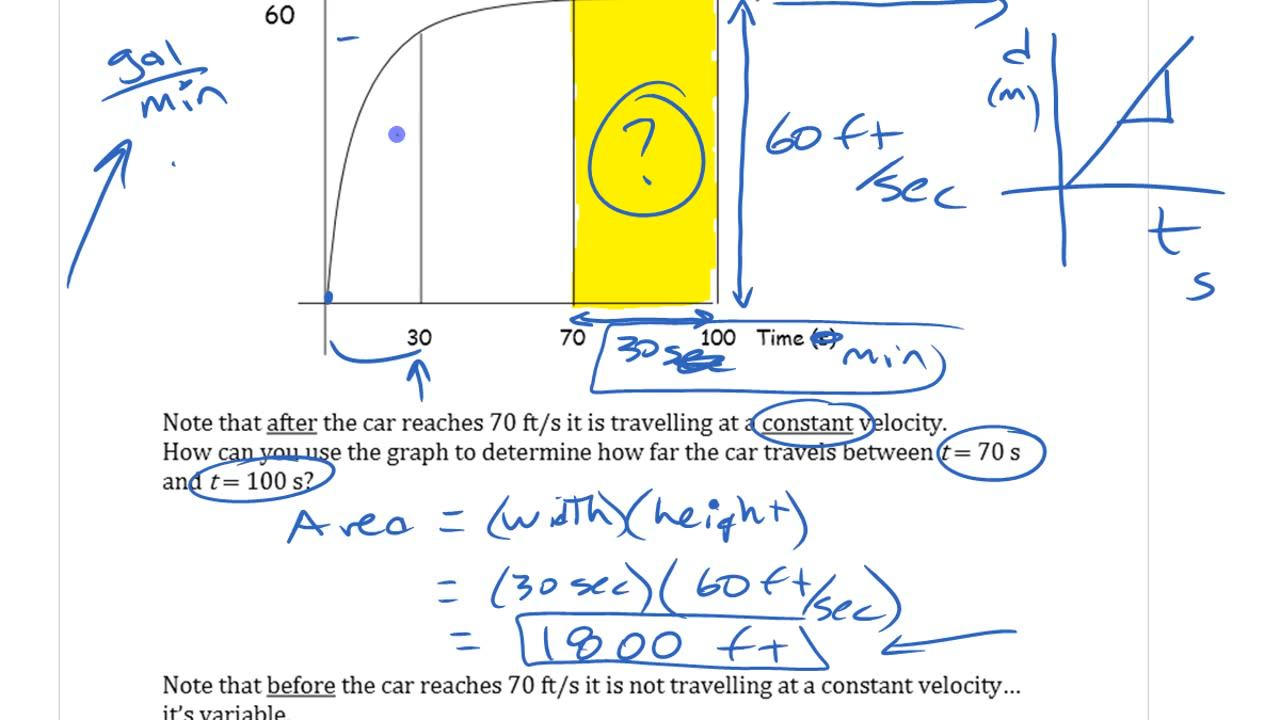 60
gal
min
?
60 ft
/sec
d
(m)
t
s
30 70 100 Time (s) min
30 sec
Note that after the car reaches 70 ft/s it is travelling at a constant velocity.
How can you use the graph to determine how far the car travels between t= 70 s
and t= 100 s?
Area = (width)(height)
= (30 sec)(60 ft/sec)
= 1800 ft
Note that before the car reaches 70 ft/s it is not travelling at a constant velocity…
it's variable.